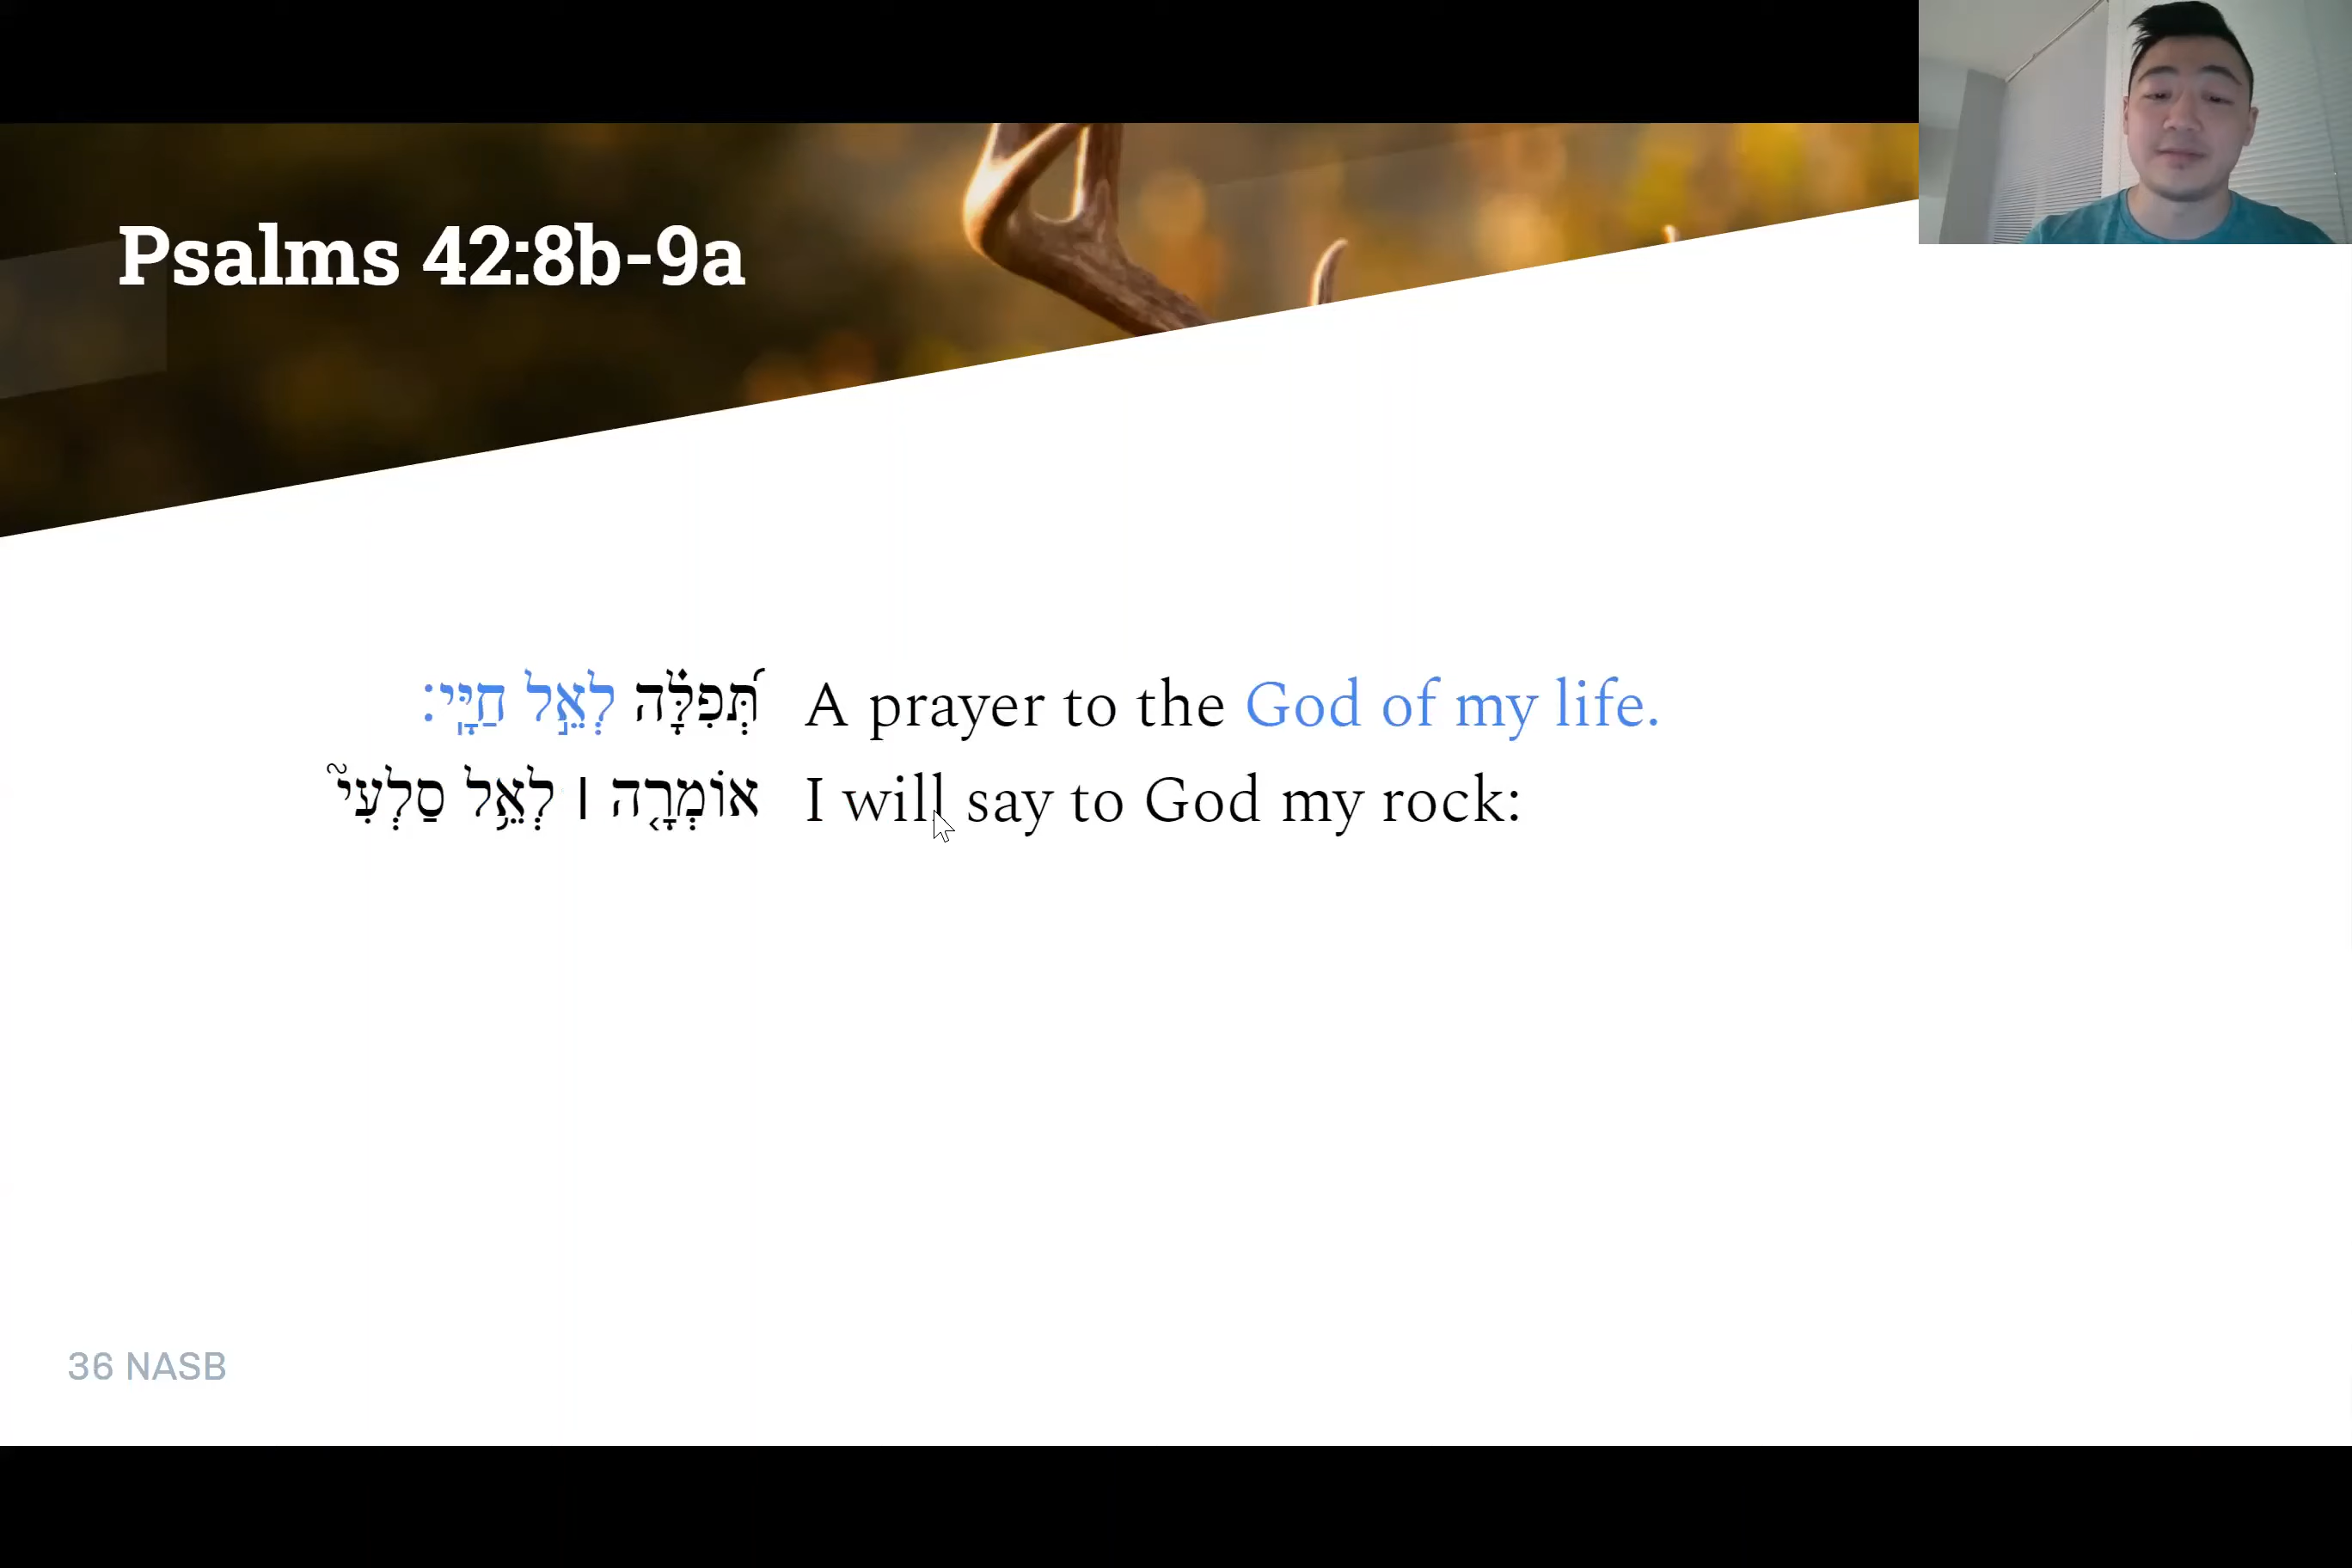 Psalms 42:8b-9a
תְּ֝פִלָּ֗ה לְאֵ֣ל חַיָּֽי׃ A prayer to the God of my life.
אוֹמְרָ֤ה ׀ לְאֵ֥ל סַלְעִי֮ I will say to God my rock:
36 NASB